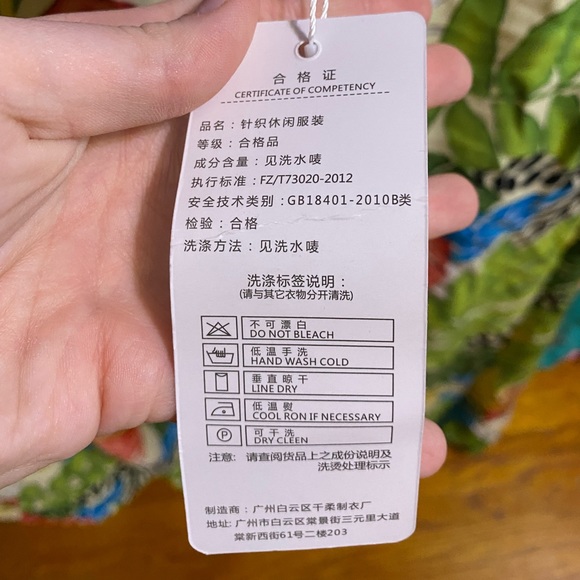 合格证
CERTIFICATE OF COMPETENCY
品名：针织休闲服装
等级：合格品
成分含量：见洗水唛
执行标准：FZ/T73020-2012
安全技术类别：GB18401-2010B类
检验：合格
洗涤方法：见洗水唛
洗涤标签说明：
(请与其它衣物分开清洗)
不可漂白
DO NOT BLEACH
低温手洗
HAND WASH COLD
垂直晾干
LINE DRY
低温熨
COOL RON IF NECESSARY
P
可干洗
DRY CLEEN
注意：请查阅货品上之成份说明及
洗烫处理标示
制造商：广州白云区千柔制衣厂
地址：广州市白云区棠景街三元里大道
棠新西街61号二楼203